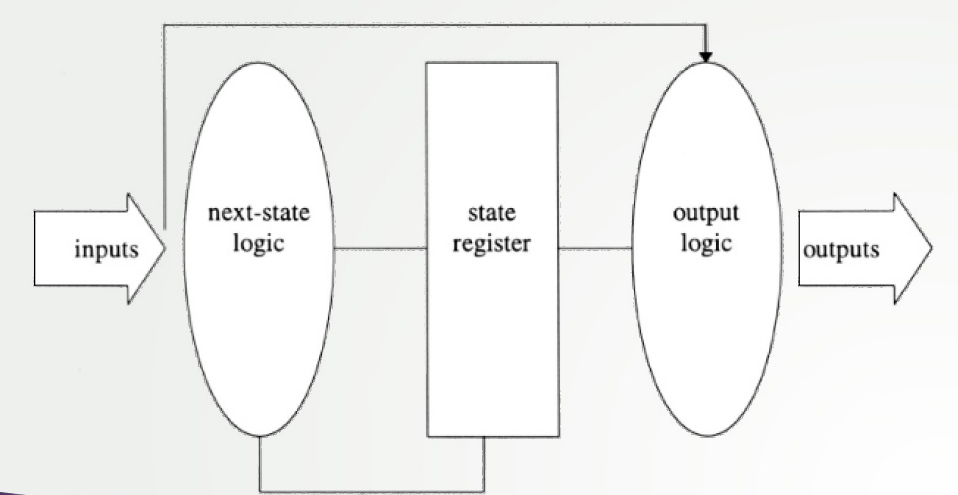 inputs
next-state
logic
state
register
output
logic
outputs